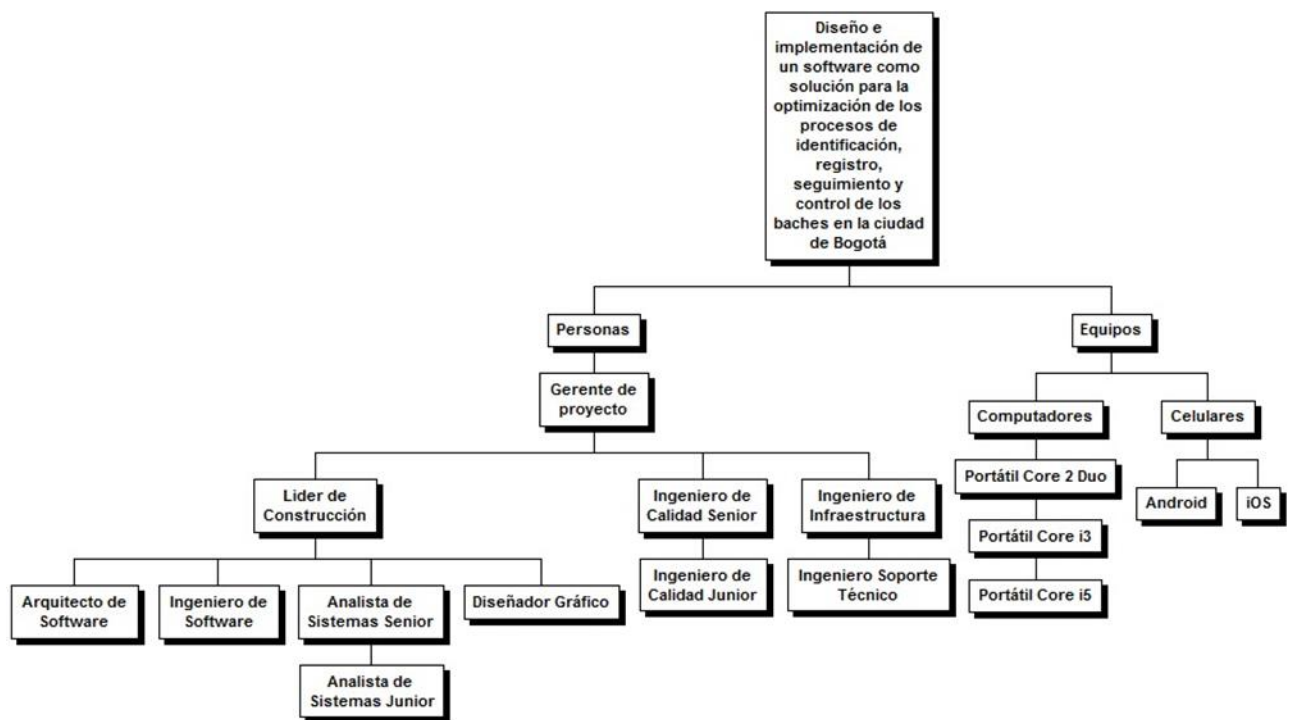 Diseño e
implementación de
un software como
solución para la
optimización de los
procesos de
identificación,
registro,
seguimiento y
control de los
baches en la ciudad
de Bogotá
Personas
Equipos
Gerente de
proyecto
Computadores
Celulares
Lider de
Construcción
Ingeniero de
Calidad Senior
Ingeniero de
Infraestructura
Portátil Core 2 Duo
Android
iOS
Portátil Core i3
Arquitecto de
Software
Ingeniero de
Software
Analista de
Sistemas Senior
Diseñador Gráfico
Ingeniero de
Calidad Junior
Ingeniero Soporte
Técnico
Portátil Core i5
Analista de
Sistemas Junior